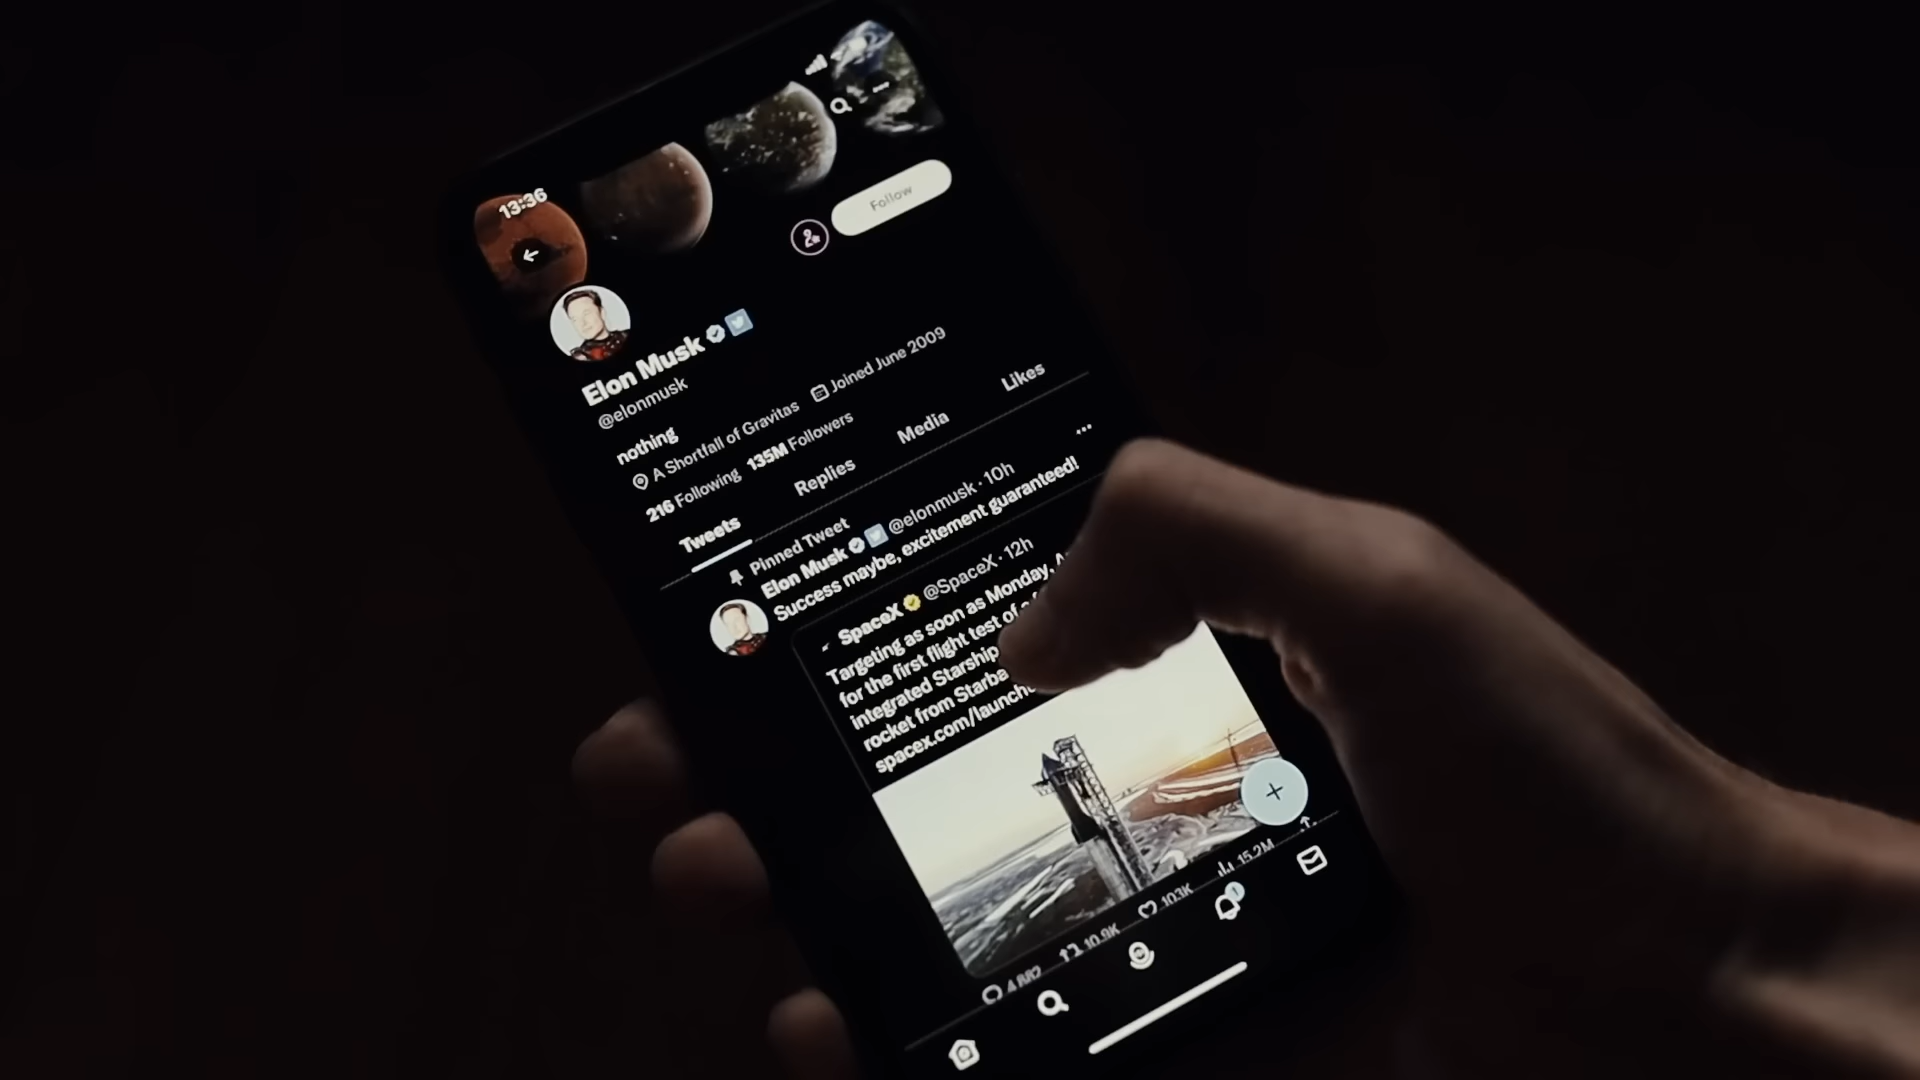 13:36
Follow
Elon Musk
@elonmusk
nothing
A Shortfall of Gravitas Joined June 2009
216 Following 135M Followers
Tweets Replies Media Likes
Pinned Tweet
Elon Musk @elonmusk · 10h
Success maybe, excitement guaranteed!
SpaceX @SpaceX · 12h
Targeting as soon as Monday,
for the first flight test of
integrated Starship
rocket from
spacex.com/
4,882 10.9K 103K 15.2M
1